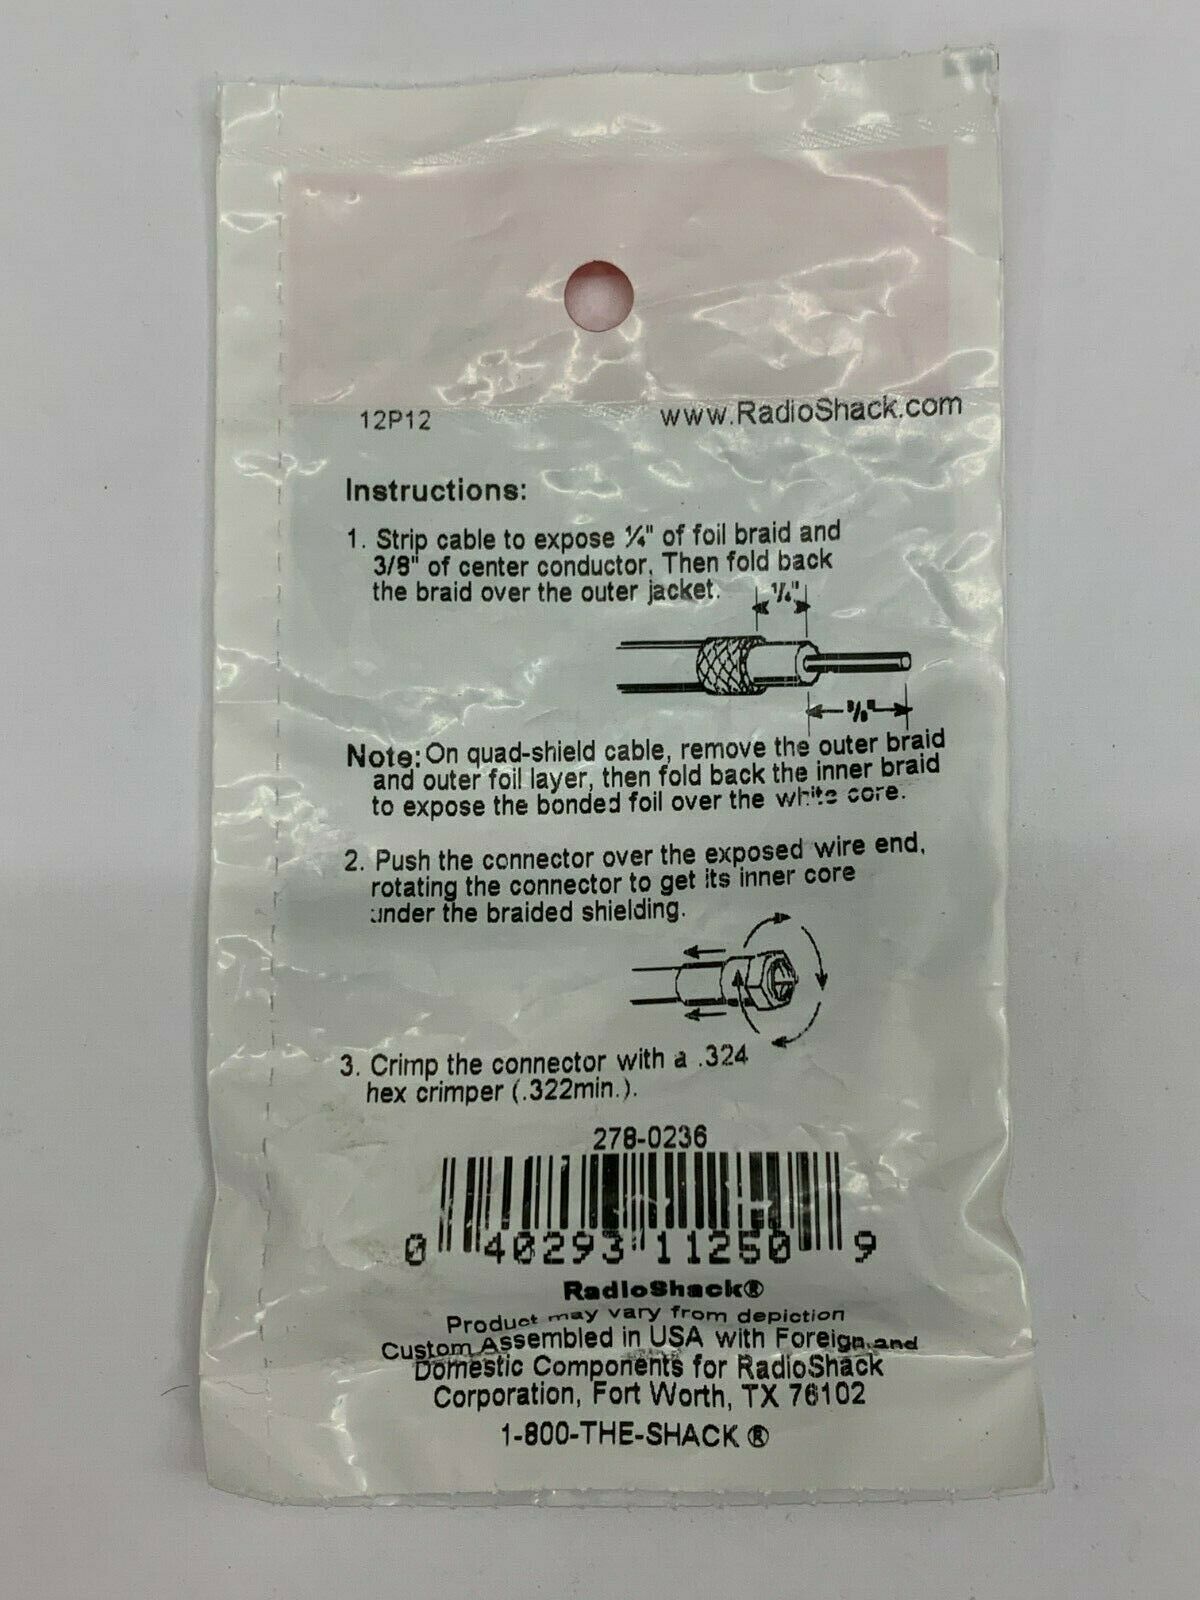 12P12
www.RadioShack.com
Instructions:
1. Strip cable to expose ¼" of foil braid and
3/8" of center conductor. Then fold back
the braid over the outer jacket.
1/4"
3/8"
Note: On quad-shield cable, remove the outer braid
and outer foil layer, then fold back the inner braid
to expose the bonded foil over the white core.
2. Push the connector over the exposed wire end,
rotating the connector to get its inner core
under the braided shielding.
3. Crimp the connector with a .324
hex crimper (.322min.).
278-0236
0 40293 11250 9
RadioShack®
Product may vary from depiction
Custom Assembled in USA with Foreign and
Domestic Components for RadioShack
Corporation, Fort Worth, TX 76102
1-800-THE-SHACK ®